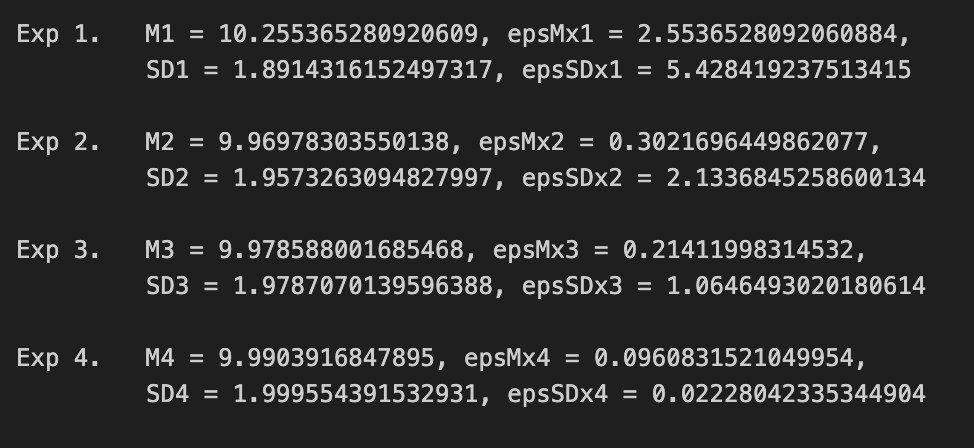 Exp 1. M1 = 10.255365280920609, epsMx1 = 2.5536528092060884,
SD1 = 1.8914316152497317, epsSDx1 = 5.428419237513415
Exp 2. M2 = 9.96978303550138, epsMx2 = 0.3021696449862077,
SD2 = 1.9573263094827997, epsSDx2 = 2.1336845258600134
Exp 3. M3 = 9.978588001685468, epsMx3 = 0.21411998314532,
SD3 = 1.9787070139596388, epsSDx3 = 1.0646493020180614
Exp 4. M4 = 9.9903916847895, epsMx4 = 0.0960831521049954,
SD4 = 1.999554391532931, epsSDx4 = 0.02228042335344904